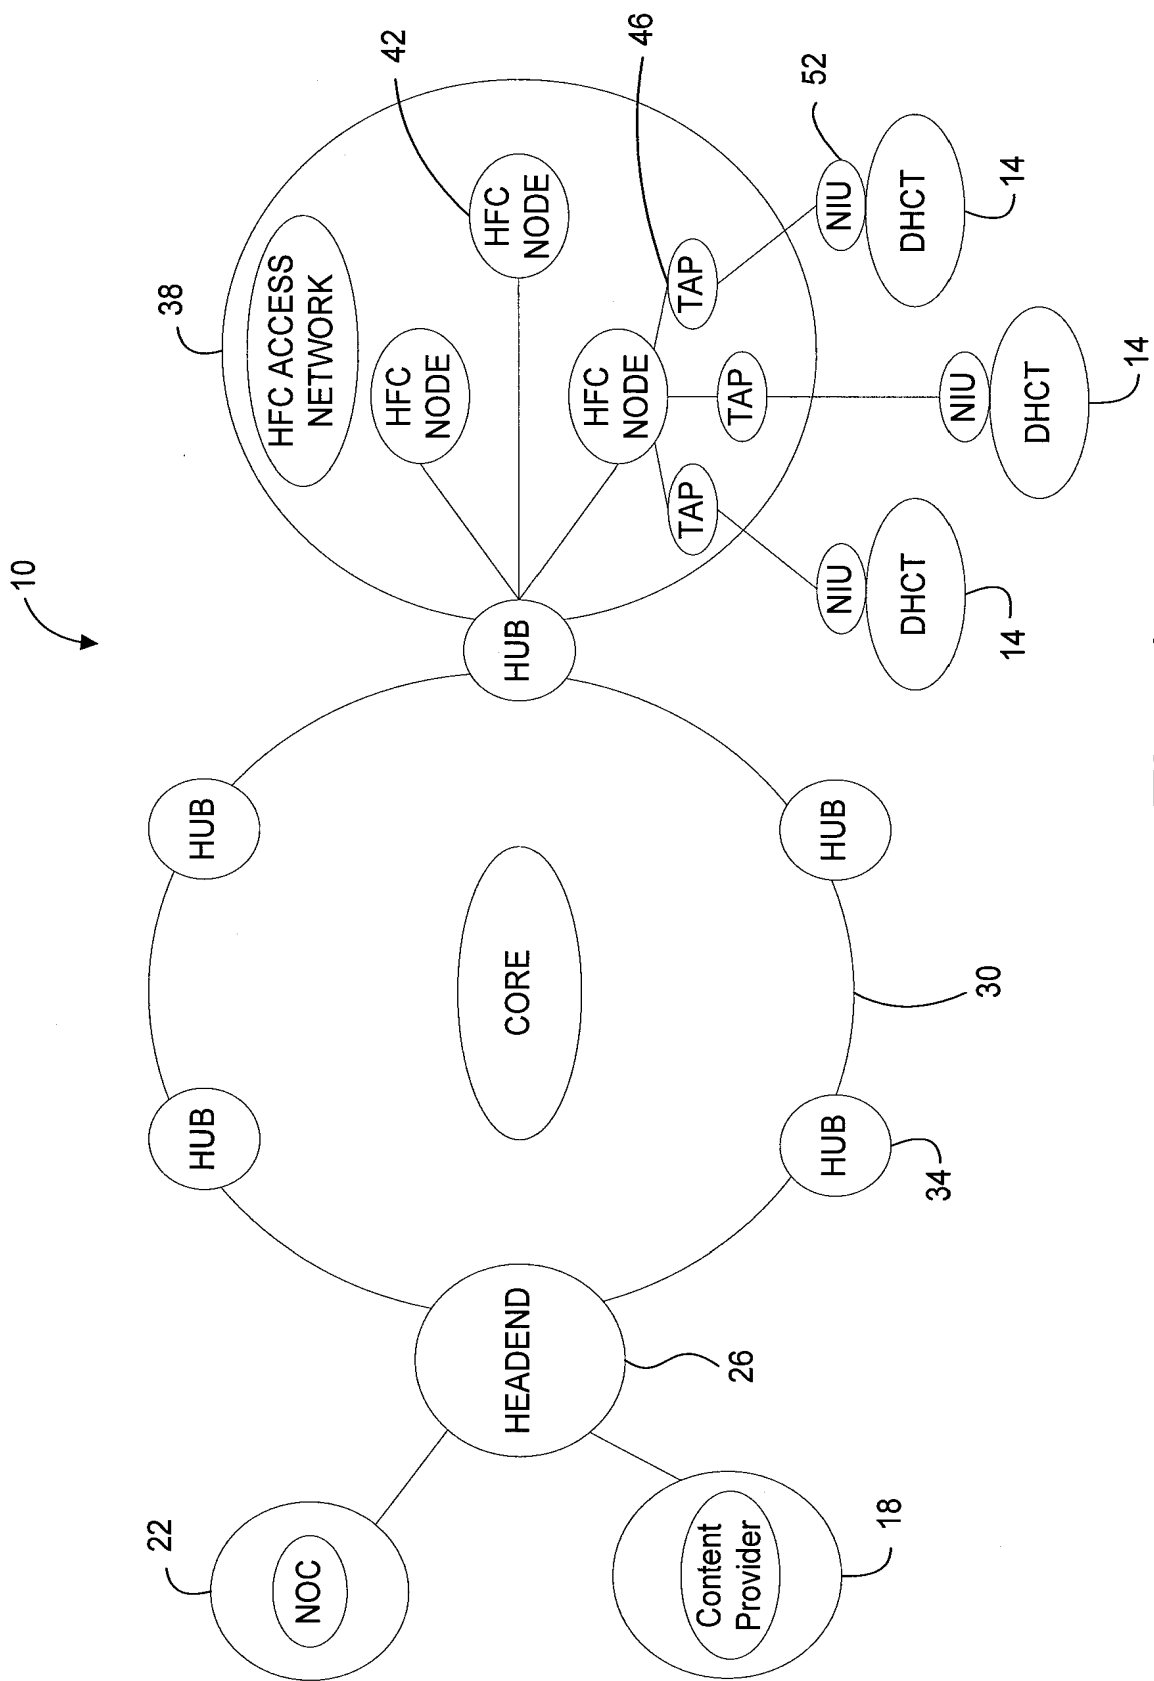 10
22
NOC
Content
Provider
18
HEADEND
26
HUB
HUB
CORE
HUB
34
HUB
30
HUB
38
HFC ACCESS
NETWORK
HFC
NODE
HFC
NODE
42
HFC
NODE
TAP
TAP
TAP
46
NIU
DHCT
14
NIU
DHCT
14
NIU
52
DHCT
14